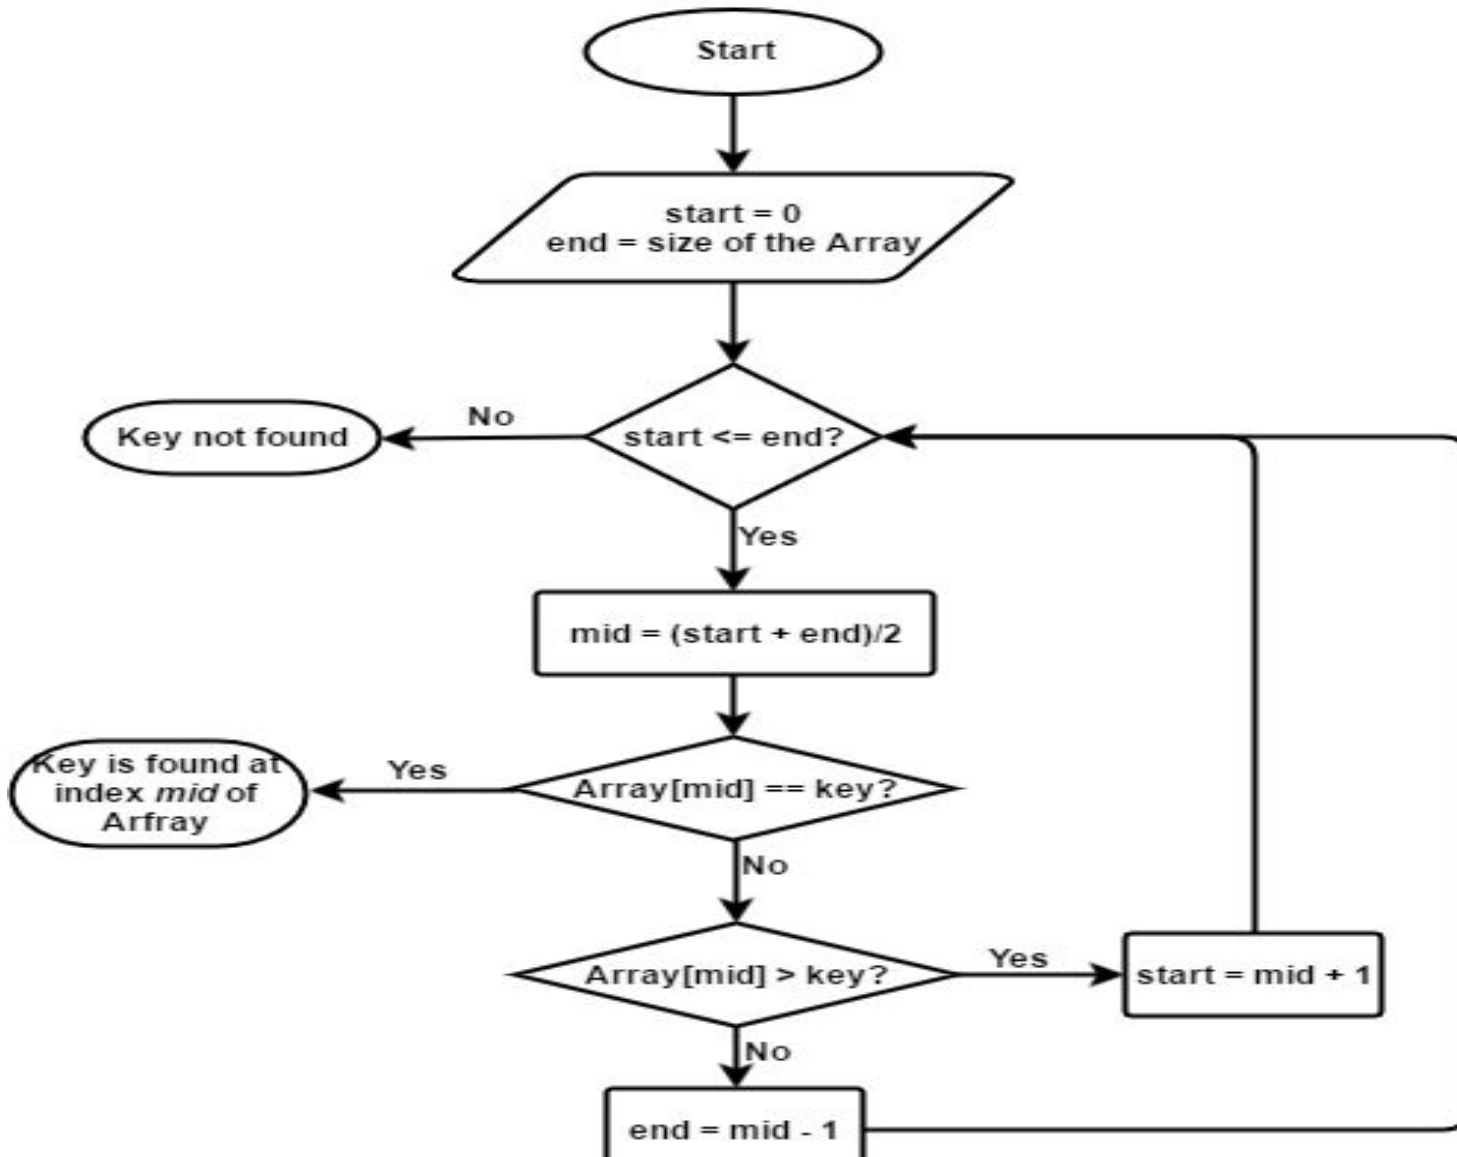 Start
start = 0
end = size of the Array
start <= end?
No
Key not found
Yes
mid = (start + end)/2
Array[mid] == key?
Yes
Key is found at
index mid of
Arfray
No
Array[mid] > key?
Yes
start = mid + 1
No
end = mid - 1